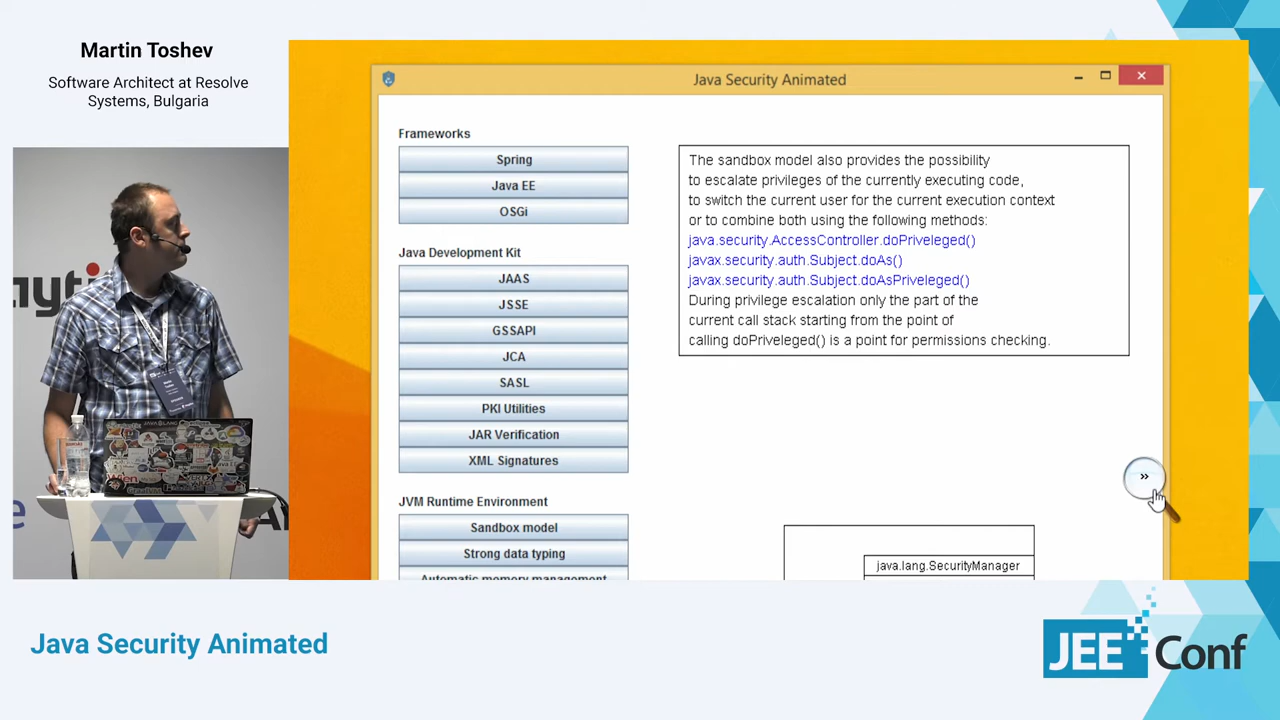 Martin Toshev
Software Architect at Resolve
Systems, Bulgaria
Java Security Animated
Frameworks
Spring
Java EE
OSGi
Java Development Kit
JAAS
JSSE
GSSAPI
JCA
SASL
PKI Utilities
JAR Verification
XML Signatures
JVM Runtime Environment
Sandbox model
Strong data typing
Automatic memory management
The sandbox model also provides the possibility
to escalate privileges of the currently executing code,
to switch the current user for the current execution context
or to combine both using the following methods:
java.security.AccessController.doPriveleged()
javax.security.auth.Subject.doAs()
javax.security.auth.Subject.doAsPriveleged()
During privilege escalation only the part of the
current call stack starting from the point of
calling doPriveleged() is a point for permissions checking.
»
java.lang.SecurityManager
Java Security Animated
JEE Conf